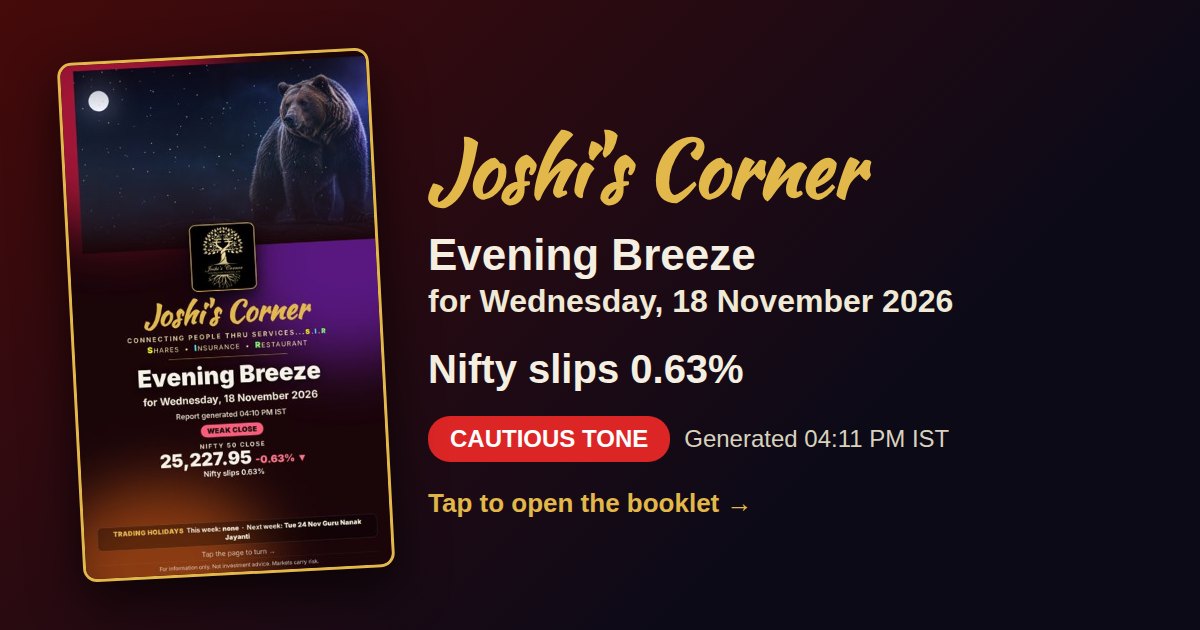 Joshi's Corner
Joshi's Corner
CONNECTING PEOPLE THRU SERVICES...S.I.R
SHARES • INSURANCE • RESTAURANT
Evening Breeze
for Wednesday, 18 November 2026
Report generated 04:10 PM IST
WEAK CLOSE
NIFTY 50 CLOSE
25,227.95 -0.63% ▼
Nifty slips 0.63%
TRADING HOLIDAYS This week: none · Next week: Tue 24 Nov Guru Nanak
Jayanti
Tap the page to turn →
For information only. Not investment advice. Markets carry risk.
Joshi's Corner
Evening Breeze
for Wednesday, 18 November 2026
Nifty slips 0.63%
CAUTIOUS TONE Generated 04:11 PM IST
Tap to open the booklet →